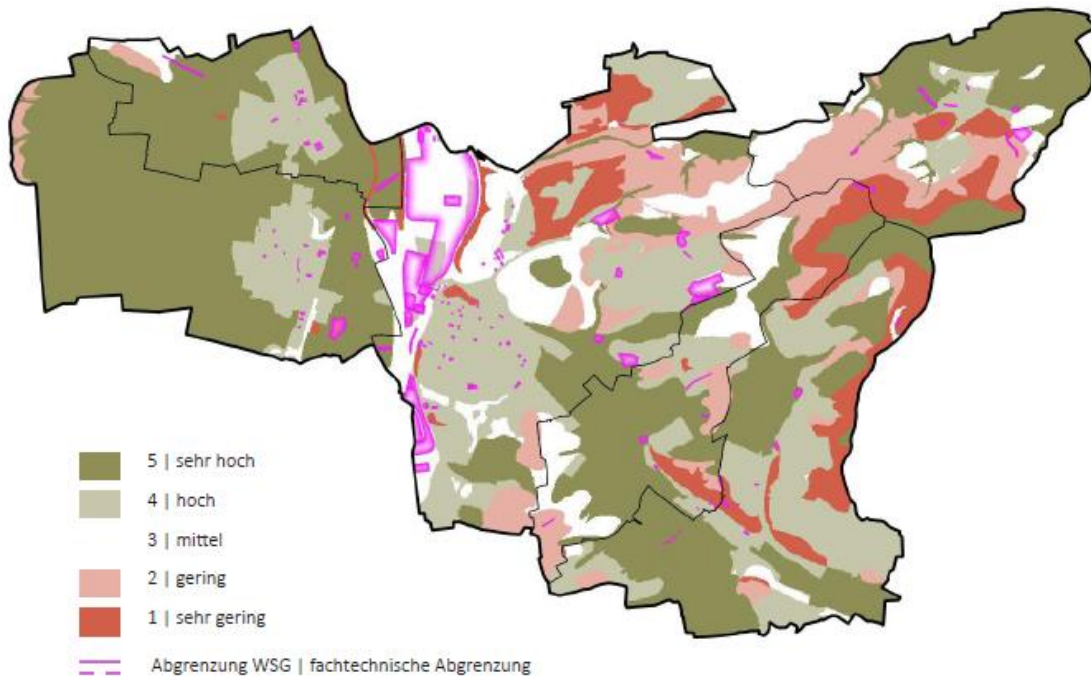 5 | sehr hoch
4 | hoch
3 | mittel
2 | gering
1 | sehr gering
Abgrenzung WSG | fachtechnische Abgrenzung